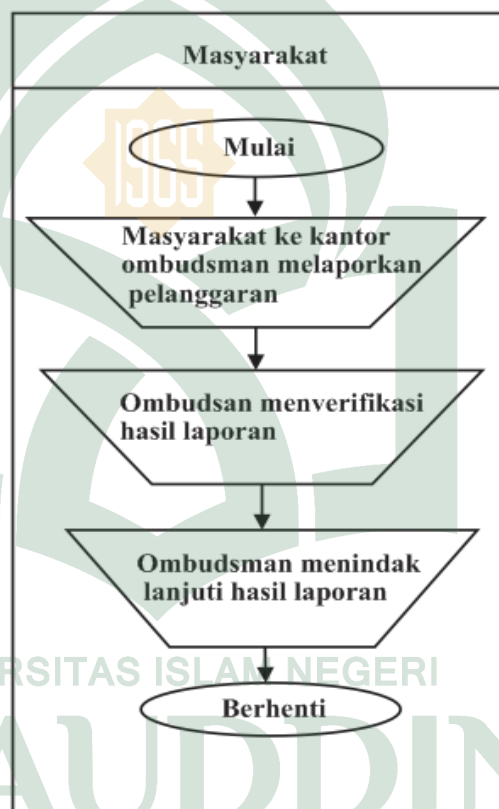 Masyarakat
1965
Mulai
Masyarakat ke kantor
ombudsman melaporkan
pelanggaran
Ombudsan menverifikasi
hasil laporan
Ombudsman menindak
lanjuti hasil laporan
RSITAS ISLAM NEGERI
Berhenti
AUDDIN